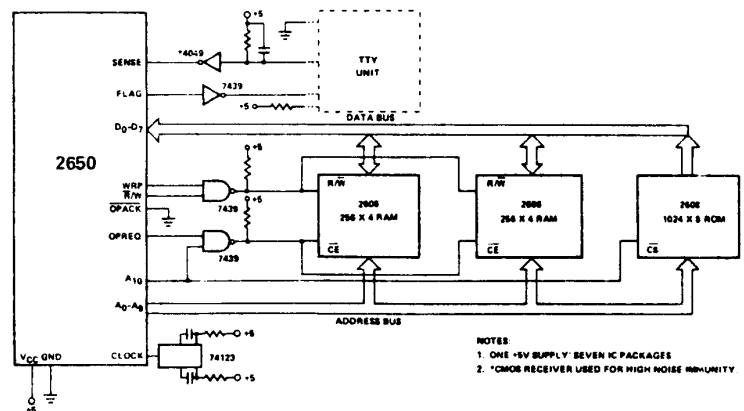 +5
*4049
SENSE
TTY
UNIT
FLAG
7439
+5
DATA BUS
D0-D7
2650
+5
WRP
R/W
R/W
R/W
OPACK
7439
+5
2606
256 X 4 RAM
2606
256 X 4 RAM
2608
1024 X 8 ROM
OPREQ
7439
CE
CE
CS
A10
A0-A9
ADDRESS BUS
+5
CLOCK
74123
VCC GND
+5
+5
NOTES:
1. ONE +5V SUPPLY: SEVEN IC PACKAGES
2. *CMOS RECEIVER USED FOR HIGH NOISE IMMUNITY.